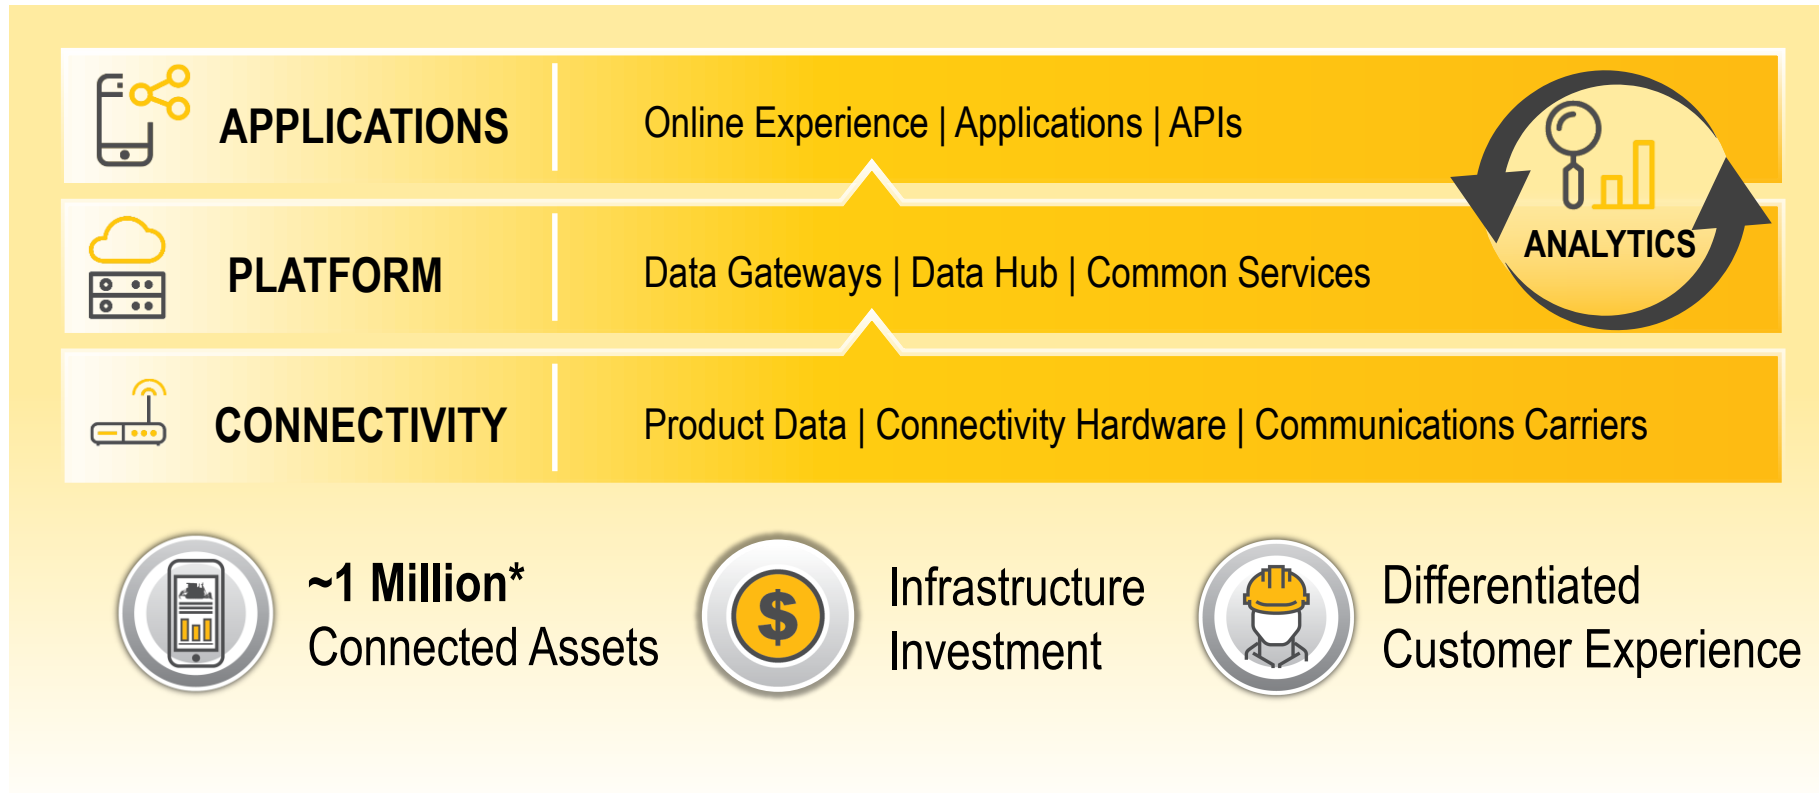 APPLICATIONS
Online Experience | Applications | APIs
ANALYTICS
PLATFORM
Data Gateways | Data Hub | Common Services
CONNECTIVITY
Product Data | Connectivity Hardware | Communications Carriers
~1 Million*
Connected Assets
$
Infrastructure
Investment
Differentiated
Customer Experience